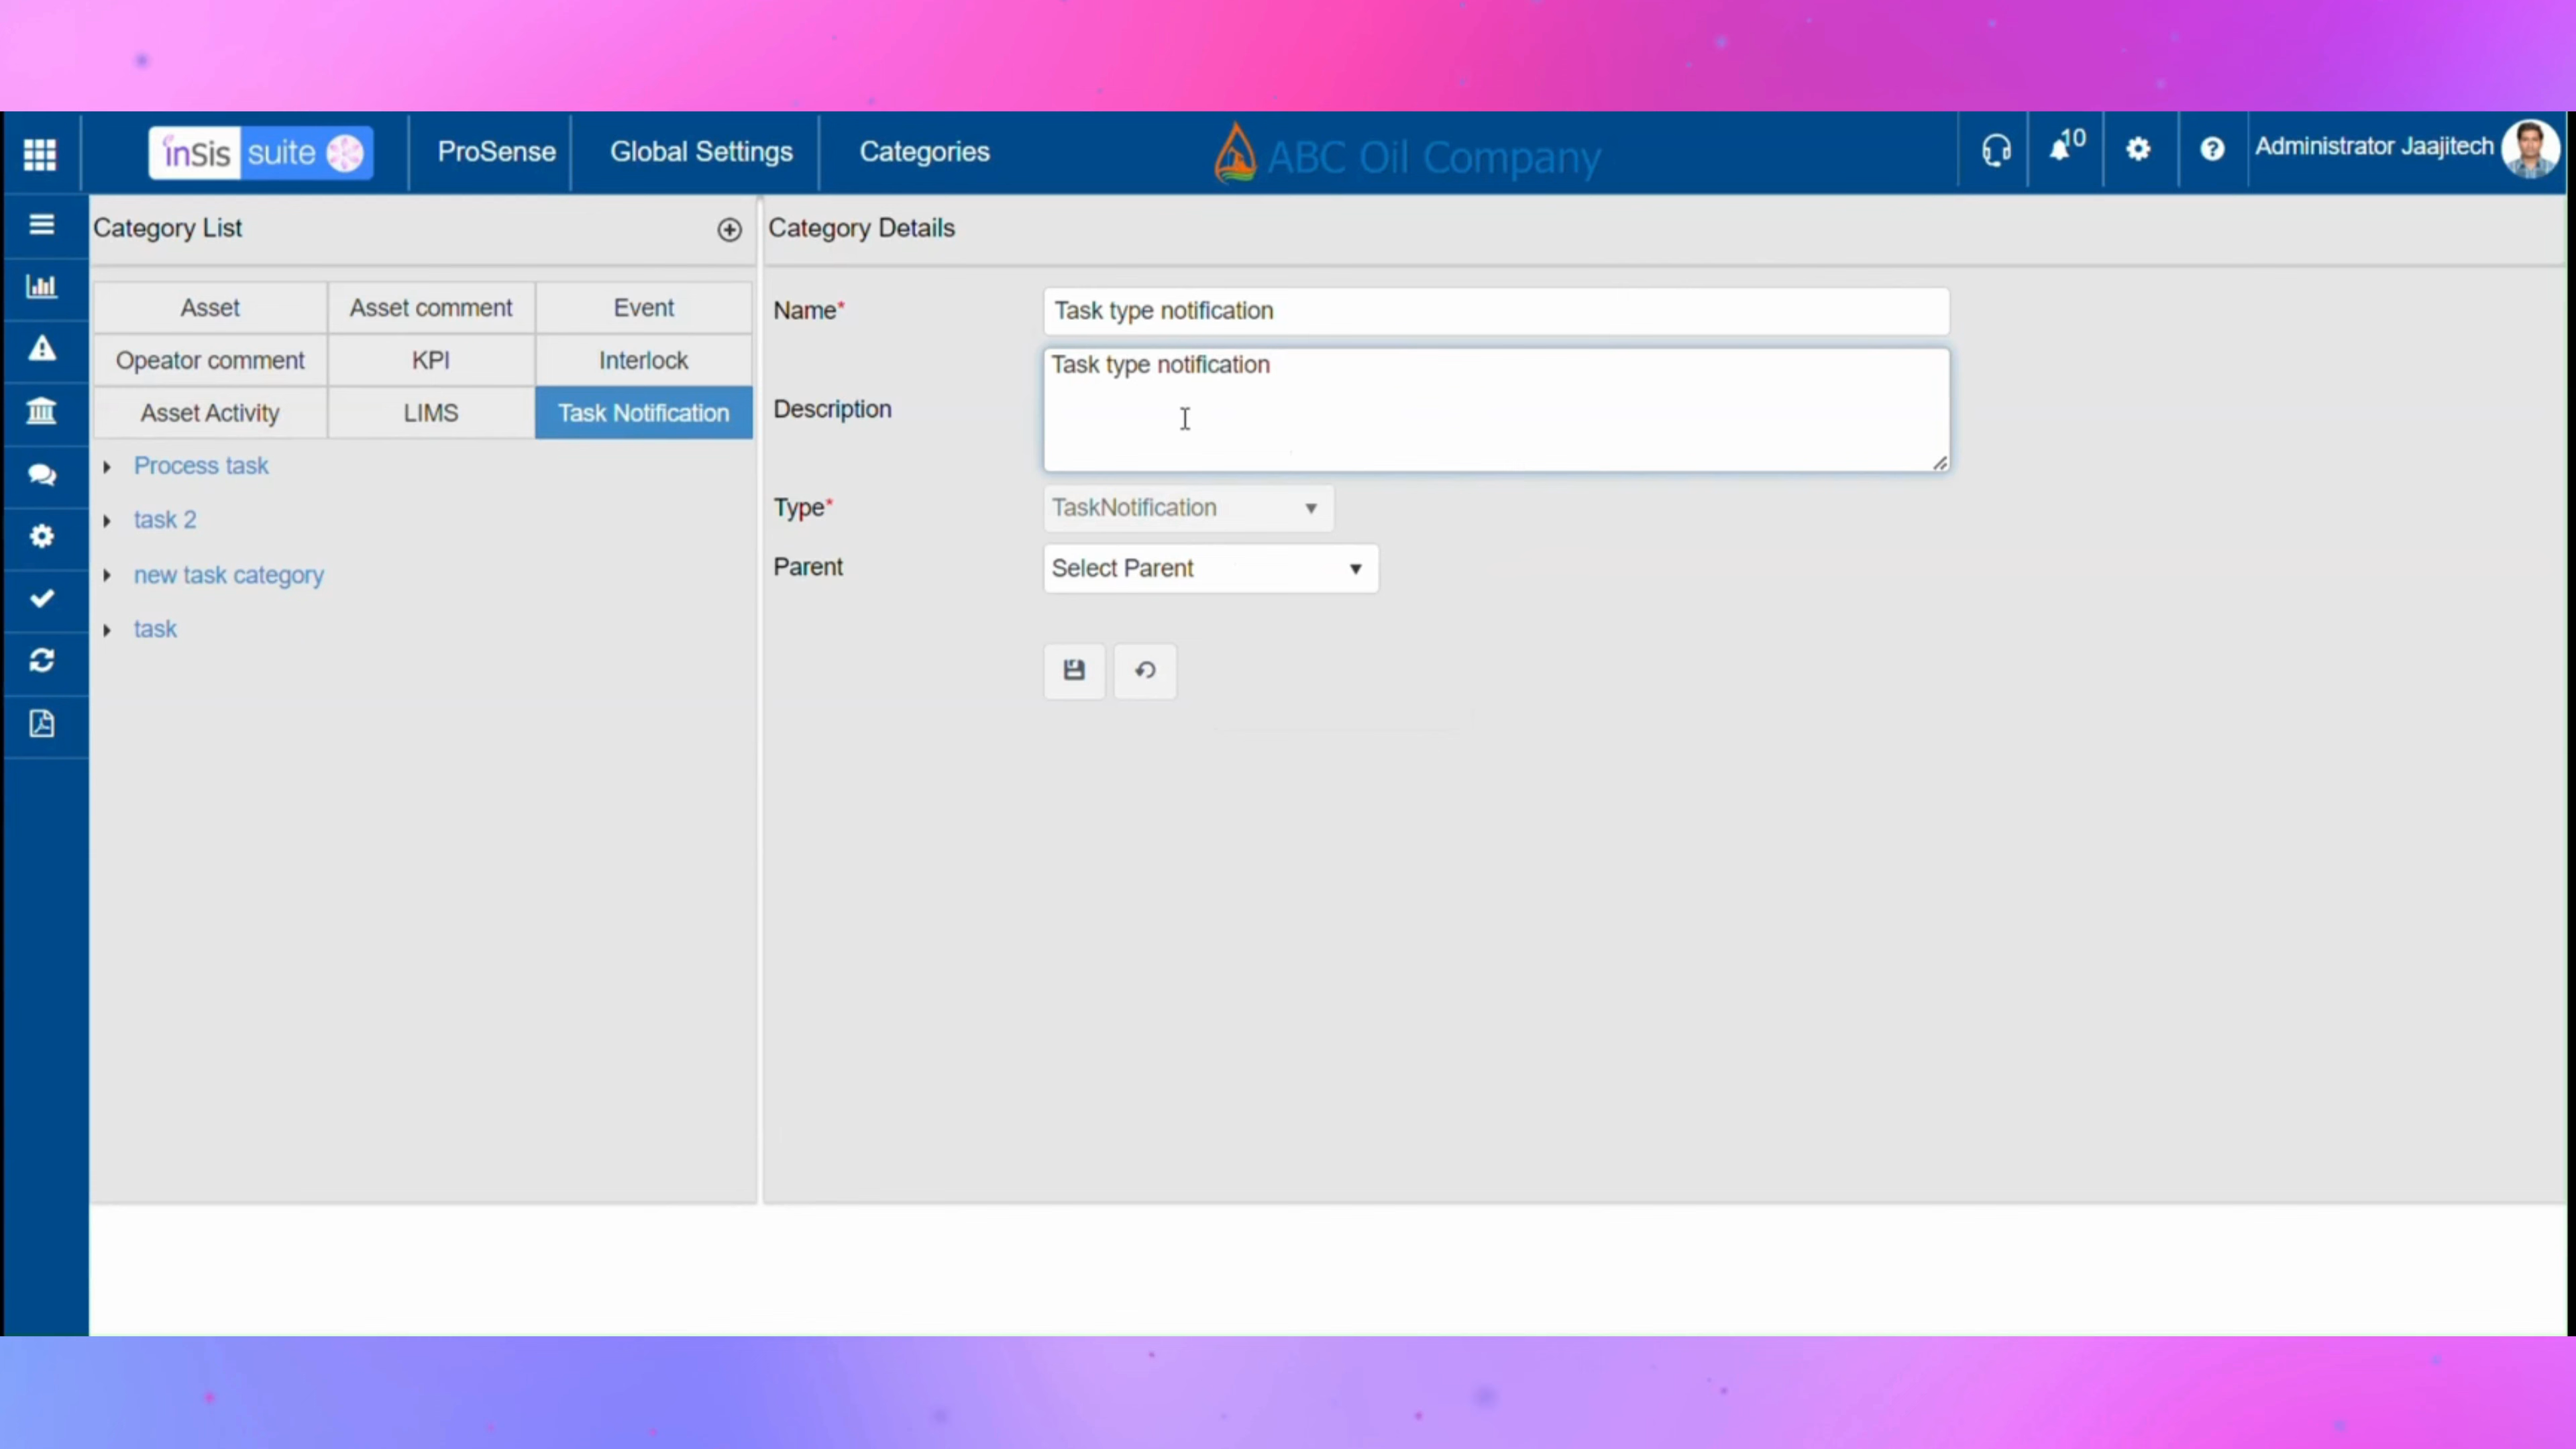 inSis suite
ProSense
Global Settings
Categories
ABC Oil Company
10
Administrator Jaajitech
Category List
Category Details
Asset
Asset comment
Event
Opeator comment
KPI
Interlock
Asset Activity
LIMS
Task Notification
Process task
task 2
new task category
task
Name*
Task type notification
Description
Task type notification
Type*
TaskNotification
Parent
Select Parent